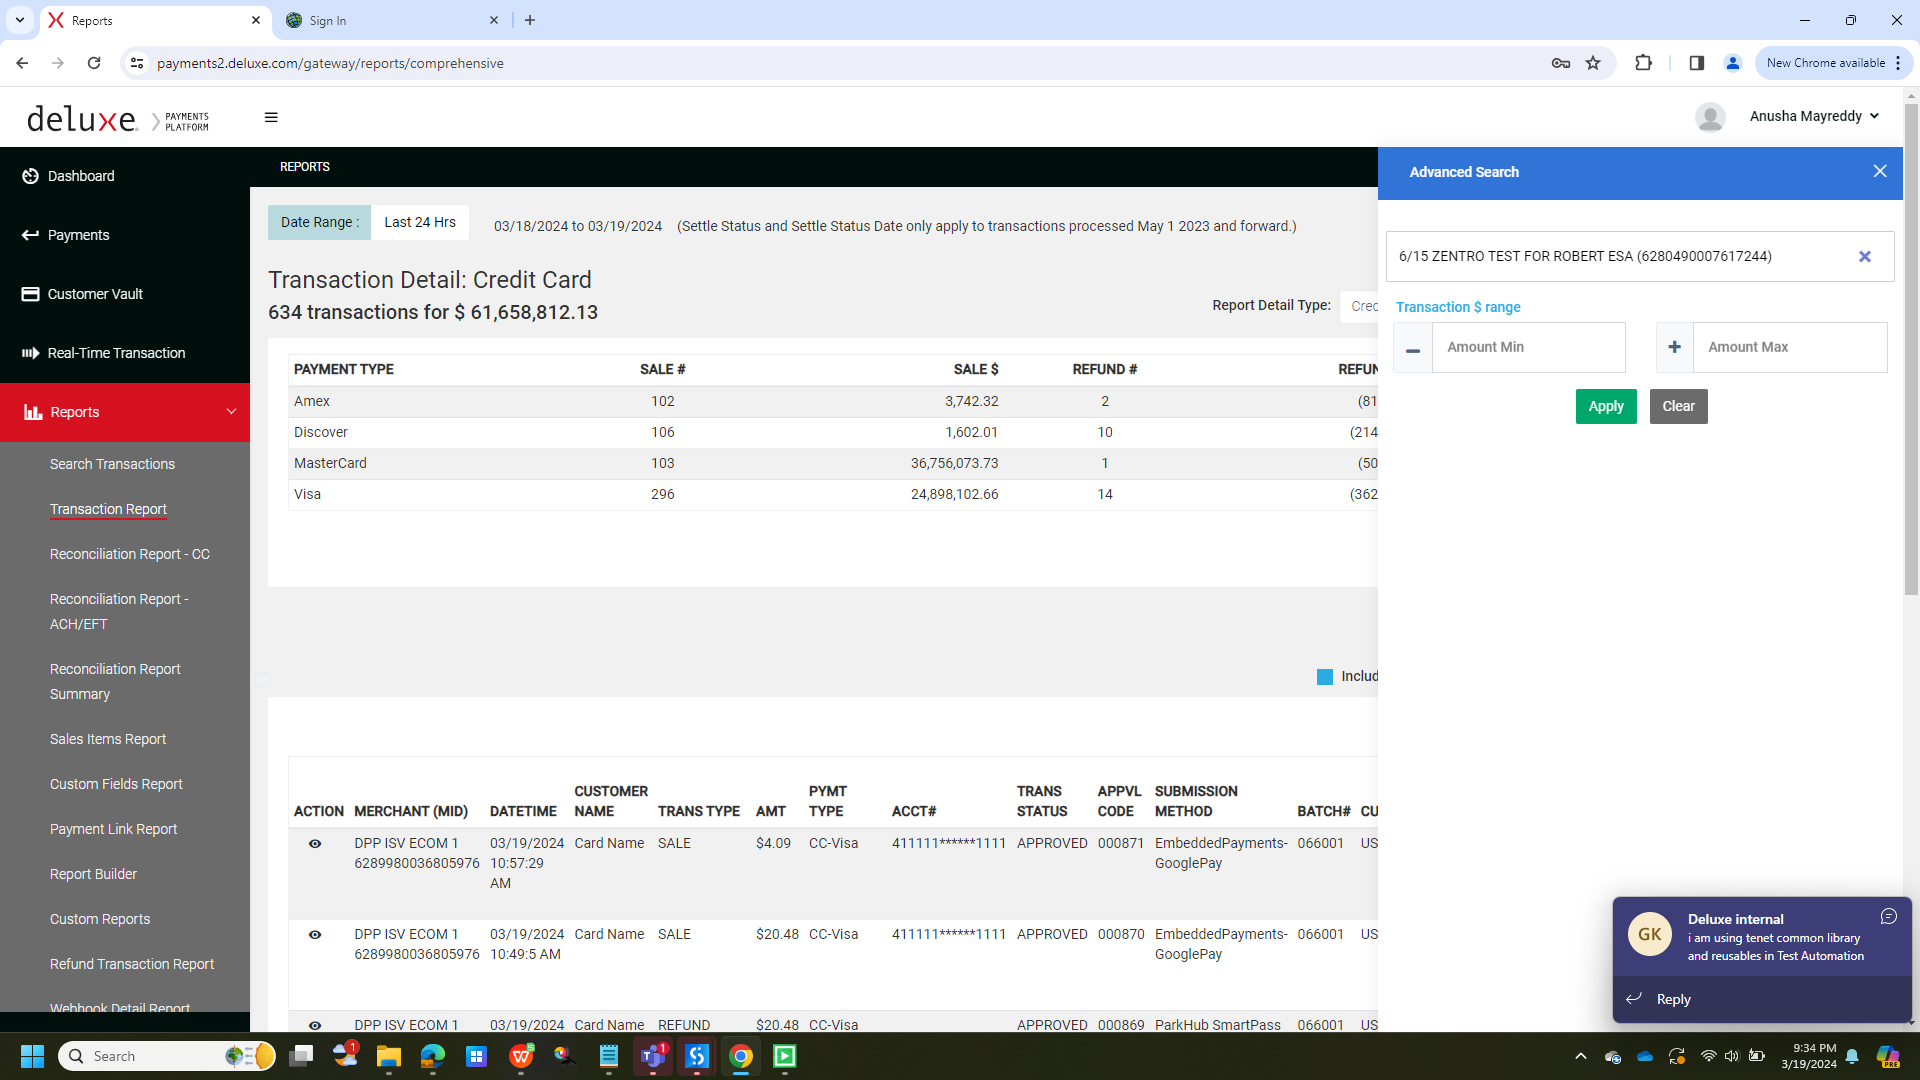 Reports
Sign In
payments2.deluxe.com/gateway/reports/comprehensive
New Chrome available
deluxe. PAYMENTS PLATFORM
Anusha Mayreddy
Dashboard
Payments
Customer Vault
Real-Time Transaction
Reports
Search Transactions
Transaction Report
Reconciliation Report - CC
Reconciliation Report -
ACH/EFT
Reconciliation Report
Summary
Sales Items Report
Custom Fields Report
Payment Link Report
Report Builder
Custom Reports
Refund Transaction Report
Webhook Detail Report
REPORTS
Date Range : Last 24 Hrs 03/18/2024 to 03/19/2024 (Settle Status and Settle Status Date only apply to transactions processed May 1 2023 and forward.)
Transaction Detail: Credit Card
634 transactions for $ 61,658,812.13
Report Detail Type: Cred
PAYMENT TYPE SALE # SALE $ REFUND # REFUN
Amex 102 3,742.32 2 (81
Discover 106 1,602.01 10 (214
MasterCard 103 36,756,073.73 1 (50
Visa 296 24,898,102.66 14 (362
Includ
ACTION MERCHANT (MID) DATETIME CUSTOMER NAME TRANS TYPE AMT PYMT TYPE ACCT# TRANS STATUS APPVL CODE SUBMISSION METHOD BATCH# CU
DPP ISV ECOM 1 03/19/2024 Card Name SALE $4.09 CC-Visa 411111******1111 APPROVED 000871 EmbeddedPayments- 066001 US
6289980036805976 10:57:29 GooglePay
AM
DPP ISV ECOM 1 03/19/2024 Card Name SALE $20.48 CC-Visa 411111******1111 APPROVED 000870 EmbeddedPayments- 066001 US
6289980036805976 10:49:5 AM GooglePay
DPP ISV ECOM 1 03/19/2024 Card Name REFUND $20.48 CC-Visa APPROVED 000869 ParkHub SmartPass 066001 US
Advanced Search
6/15 ZENTRO TEST FOR ROBERT ESA (6280490007617244)
Transaction $ range
Amount Min
Amount Max
Apply
Clear
GK
Deluxe internal
i am using tenet common library
and reusables in Test Automation
Reply
Search
1
1
9:34 PM
3/19/2024
PRE